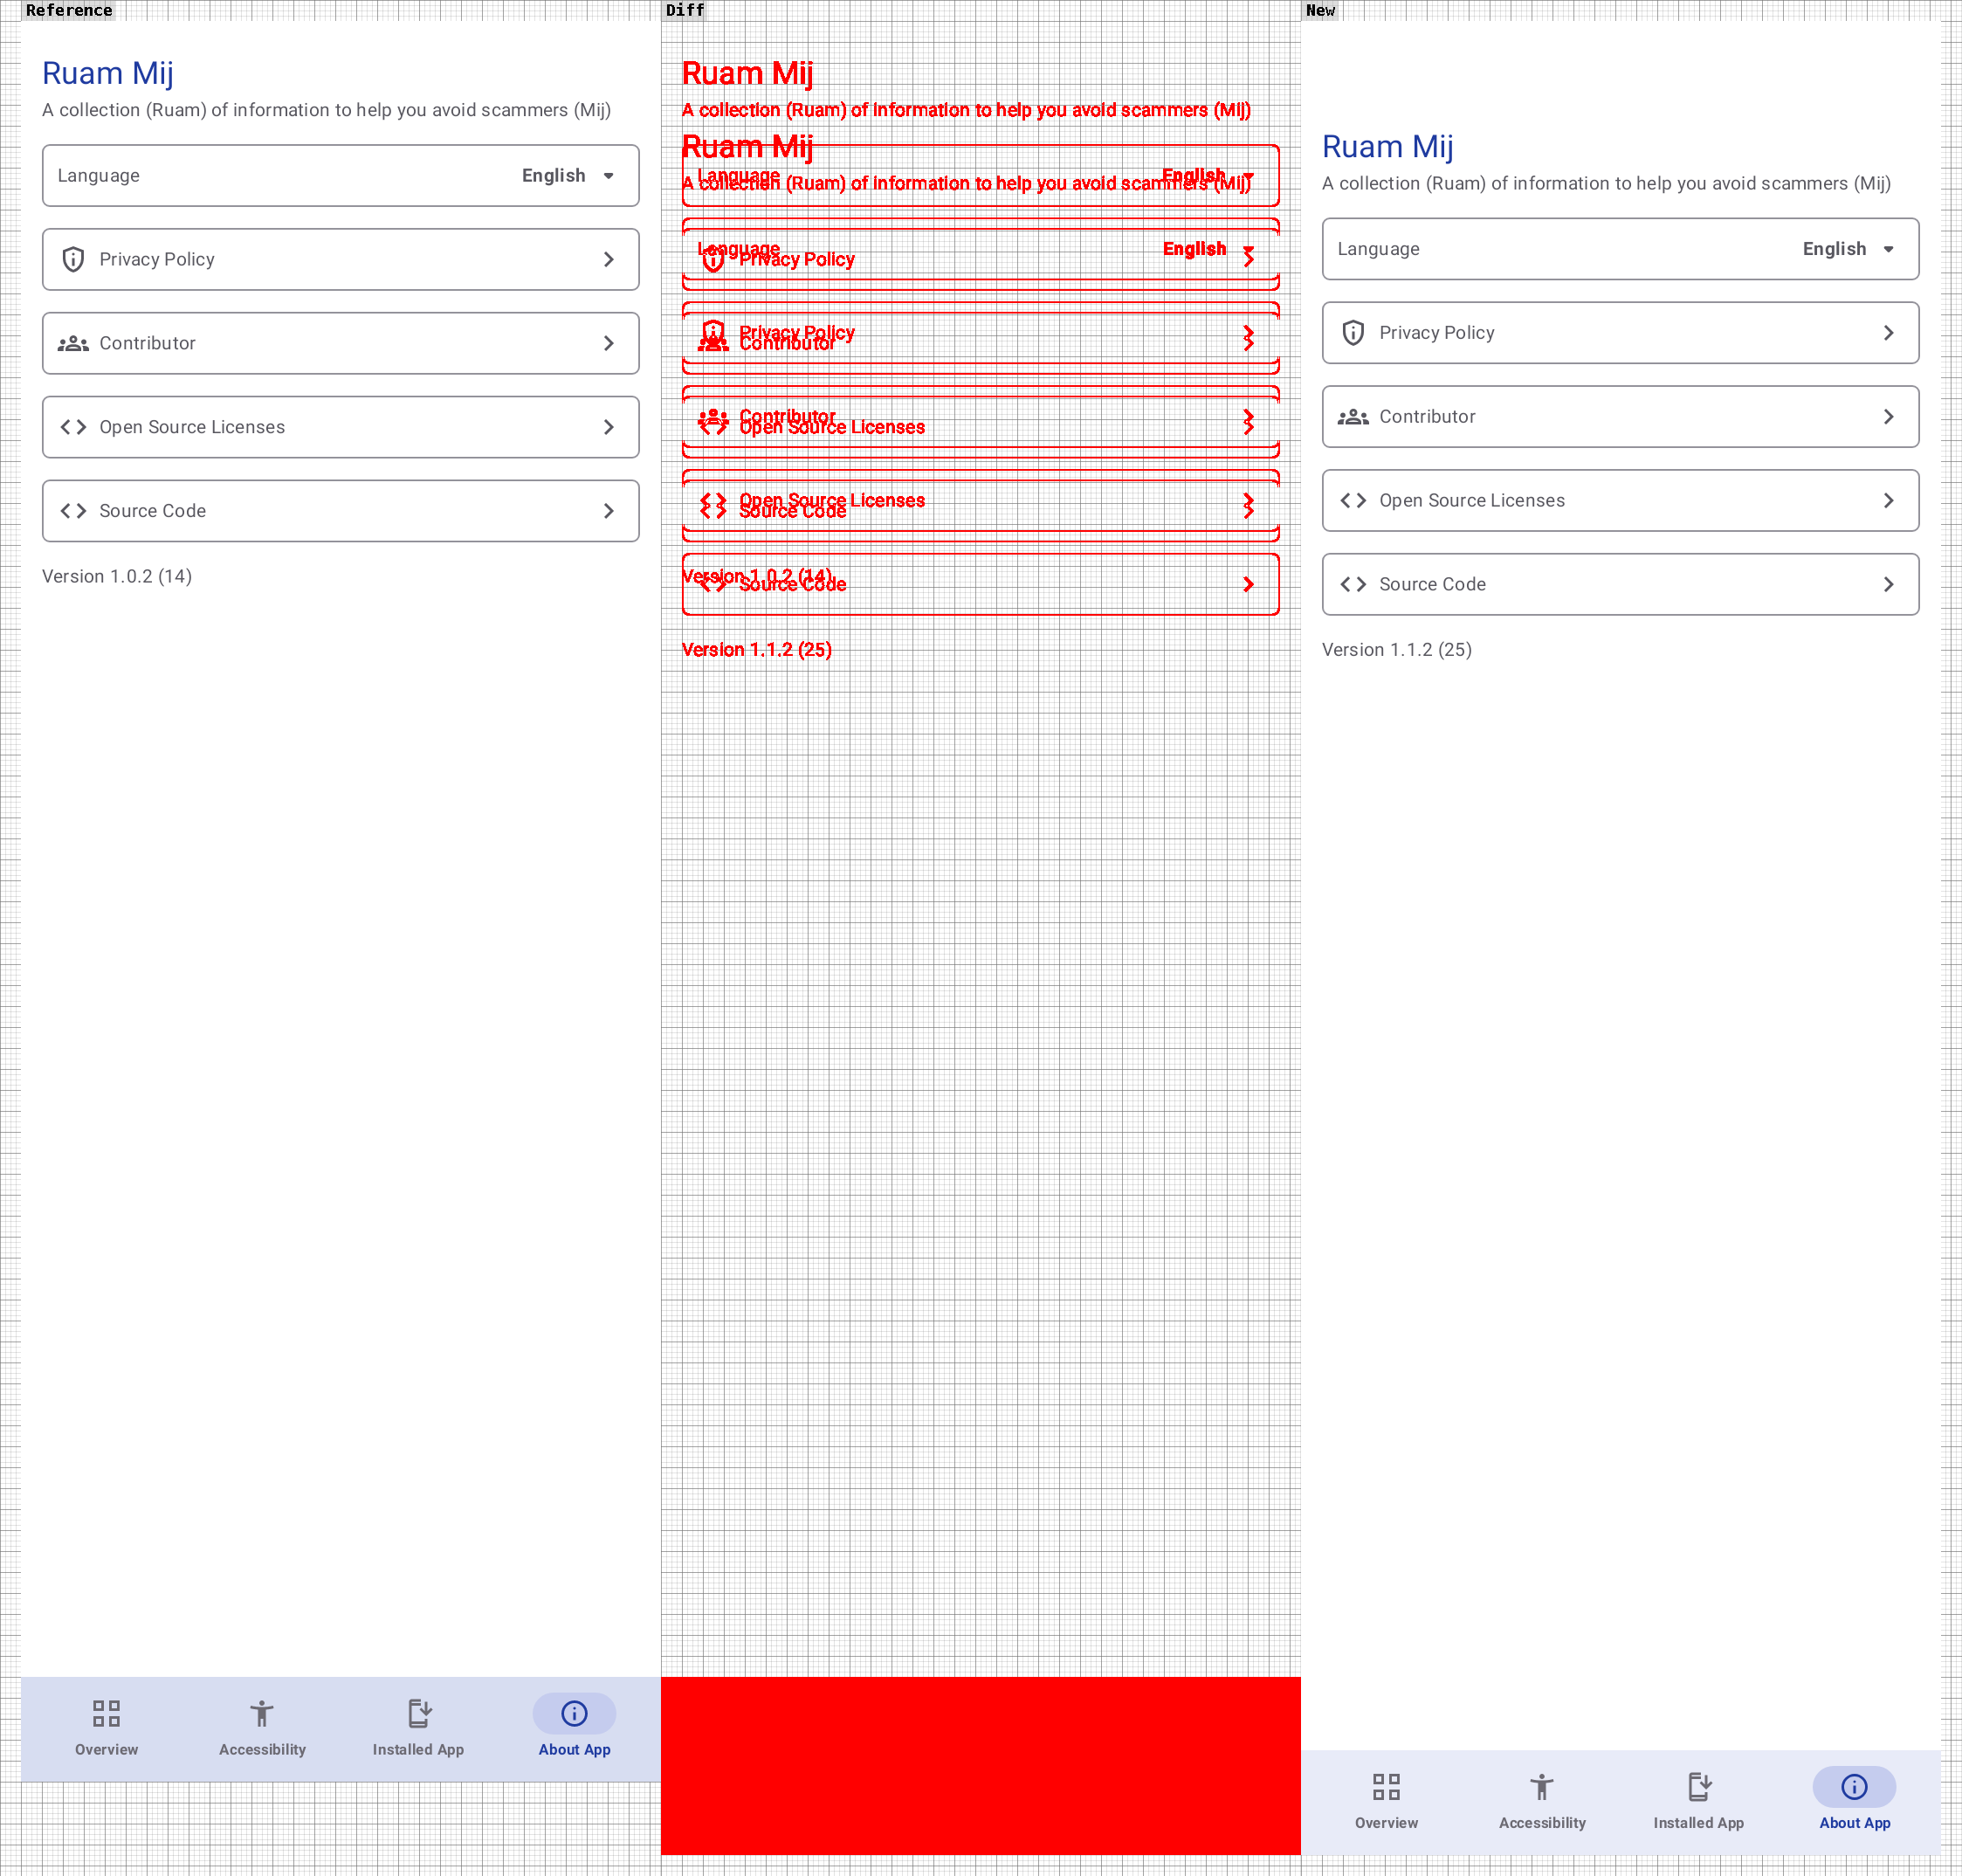 Reference
Ruam Mij
A collection (Ruam) of information to help you avoid scammers (Mij)
Language English
Privacy Policy
Contributor
Open Source Licenses
Source Code
Version 1.0.2 (14)
Overview Accessibility Installed App About App
Diff
Ruam Mij
A collection (Ruam) of information to help you avoid scammers (Mij)
Ruam Mij
Language English
A collection (Ruam) of information to help you avoid scammers (Mij)
Language English
Privacy Policy
Privacy Policy
Contributor
Contributor
Open Source Licenses
Open Source Licenses
Source Code
Version 1.0.2 (14)
Source Code
Version 1.1.2 (25)
New
Ruam Mij
A collection (Ruam) of information to help you avoid scammers (Mij)
Language English
Privacy Policy
Contributor
Open Source Licenses
Source Code
Version 1.1.2 (25)
Overview Accessibility Installed App About App